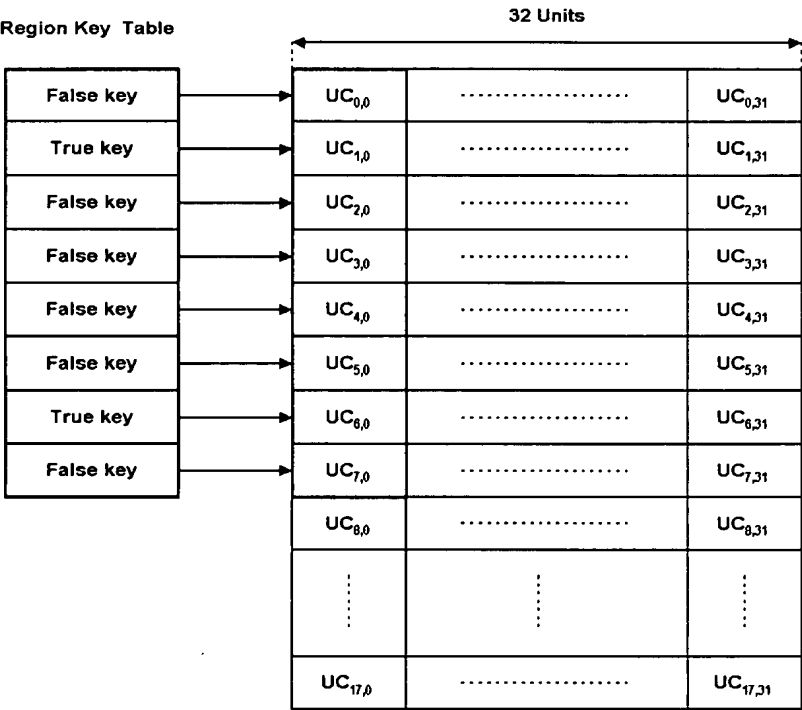 32 Units
Region Key Table
False key UC0,0 .................... UC0,31
True key UC1,0 .................... UC1,31
False key UC2,0 .................... UC2,31
False key UC3,0 .................... UC3,31
False key UC4,0 .................... UC4,31
False key UC5,0 .................... UC5,31
True key UC6,0 .................... UC6,31
False key UC7,0 .................... UC7,31
UC8,0 .................... UC8,31
UC17,0 .................... UC17,31